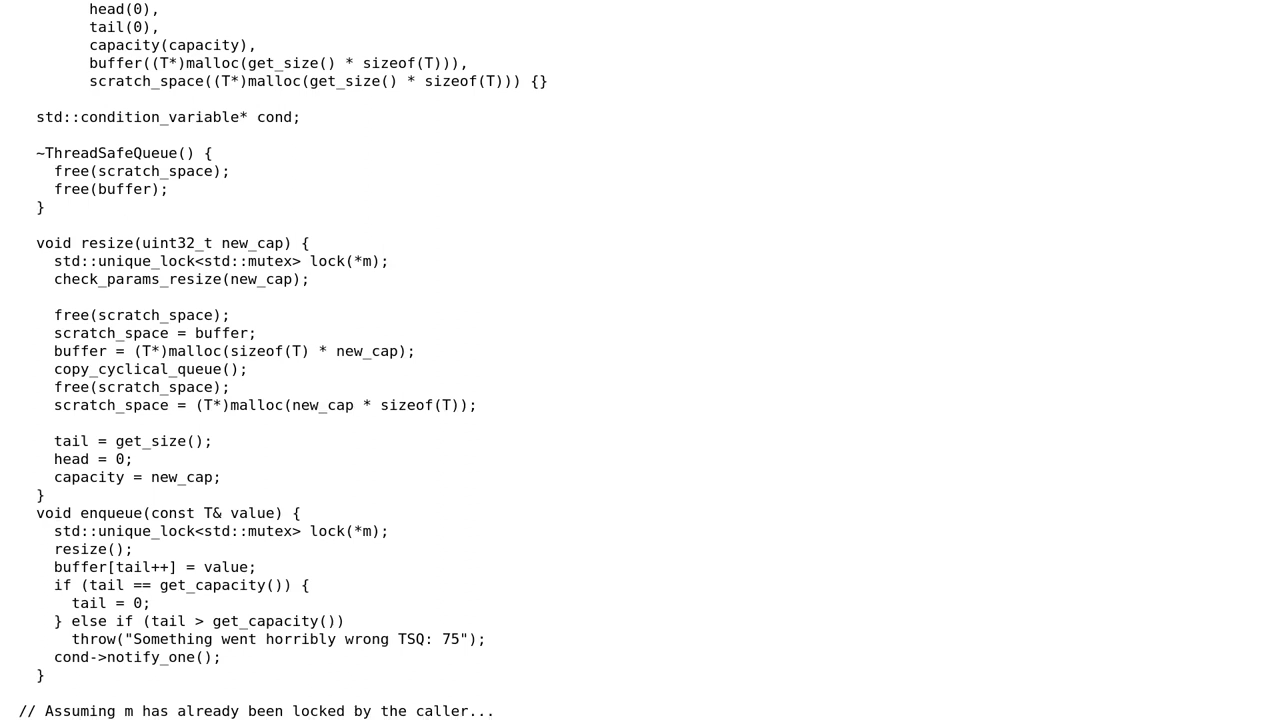 head(0),
tail(0),
capacity(capacity),
buffer((T*)malloc(get_size() * sizeof(T))),
scratch_space((T*)malloc(get_size() * sizeof(T))) {}
std::condition_variable* cond;
~ThreadSafeQueue() {
free(scratch_space);
free(buffer);
}
void resize(uint32_t new_cap) {
std::unique_lock<std::mutex> lock(*m);
check_params_resize(new_cap);
free(scratch_space);
scratch_space = buffer;
buffer = (T*)malloc(sizeof(T) * new_cap);
copy_cyclical_queue();
free(scratch_space);
scratch_space = (T*)malloc(new_cap * sizeof(T));
tail = get_size();
head = 0;
capacity = new_cap;
}
void enqueue(const T& value) {
std::unique_lock<std::mutex> lock(*m);
resize();
buffer[tail++] = value;
if (tail == get_capacity()) {
tail = 0;
} else if (tail > get_capacity())
throw("Something went horribly wrong TSQ: 75");
cond->notify_one();
}
// Assuming m has already been locked by the caller...